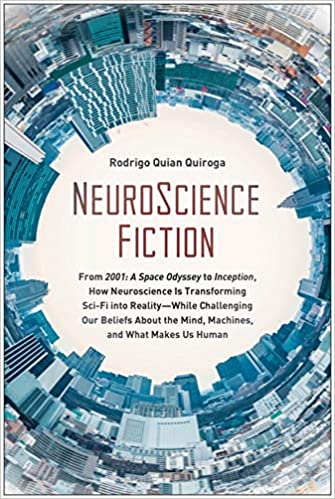 Rodrigo Quian Quiroga
NEUROSCIENCE
FICTION
From 2001: A Space Odyssey to Inception,
How Neuroscience Is Transforming
Sci-Fi into Reality—While Challenging
Our Beliefs About the Mind, Machines,
and What Makes Us Human